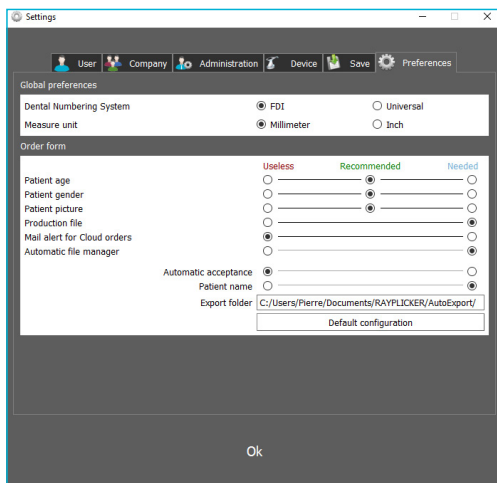 Settings
User Company Administration Device Save Preferences
Global preferences
Dental Numbering System FDI Universal
Measure unit Millimeter Inch
Order form
Useless Recommended Needed
Patient age
Patient gender
Patient picture
Production file
Mail alert for Cloud orders
Automatic file manager
Automatic acceptance
Patient name
Export folder C:/Users/Pierre/Documents/RAYPLICKER/AutoExport/
Default configuration
Ok